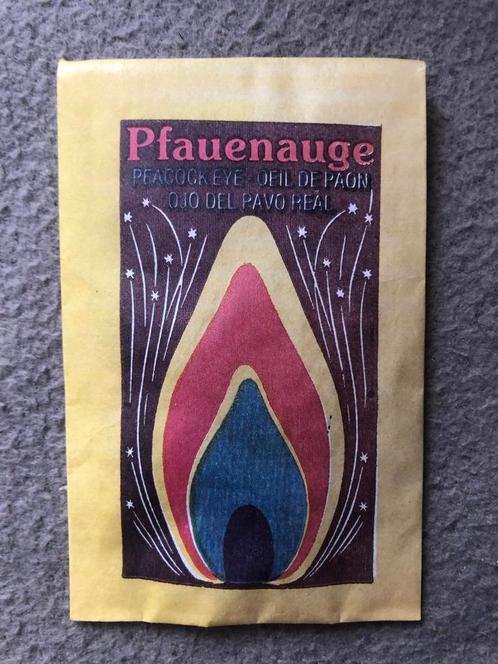 Pfauenauge
PEACOCK EYE · OEIL DE PAON
OJO DEL PAVO REAL